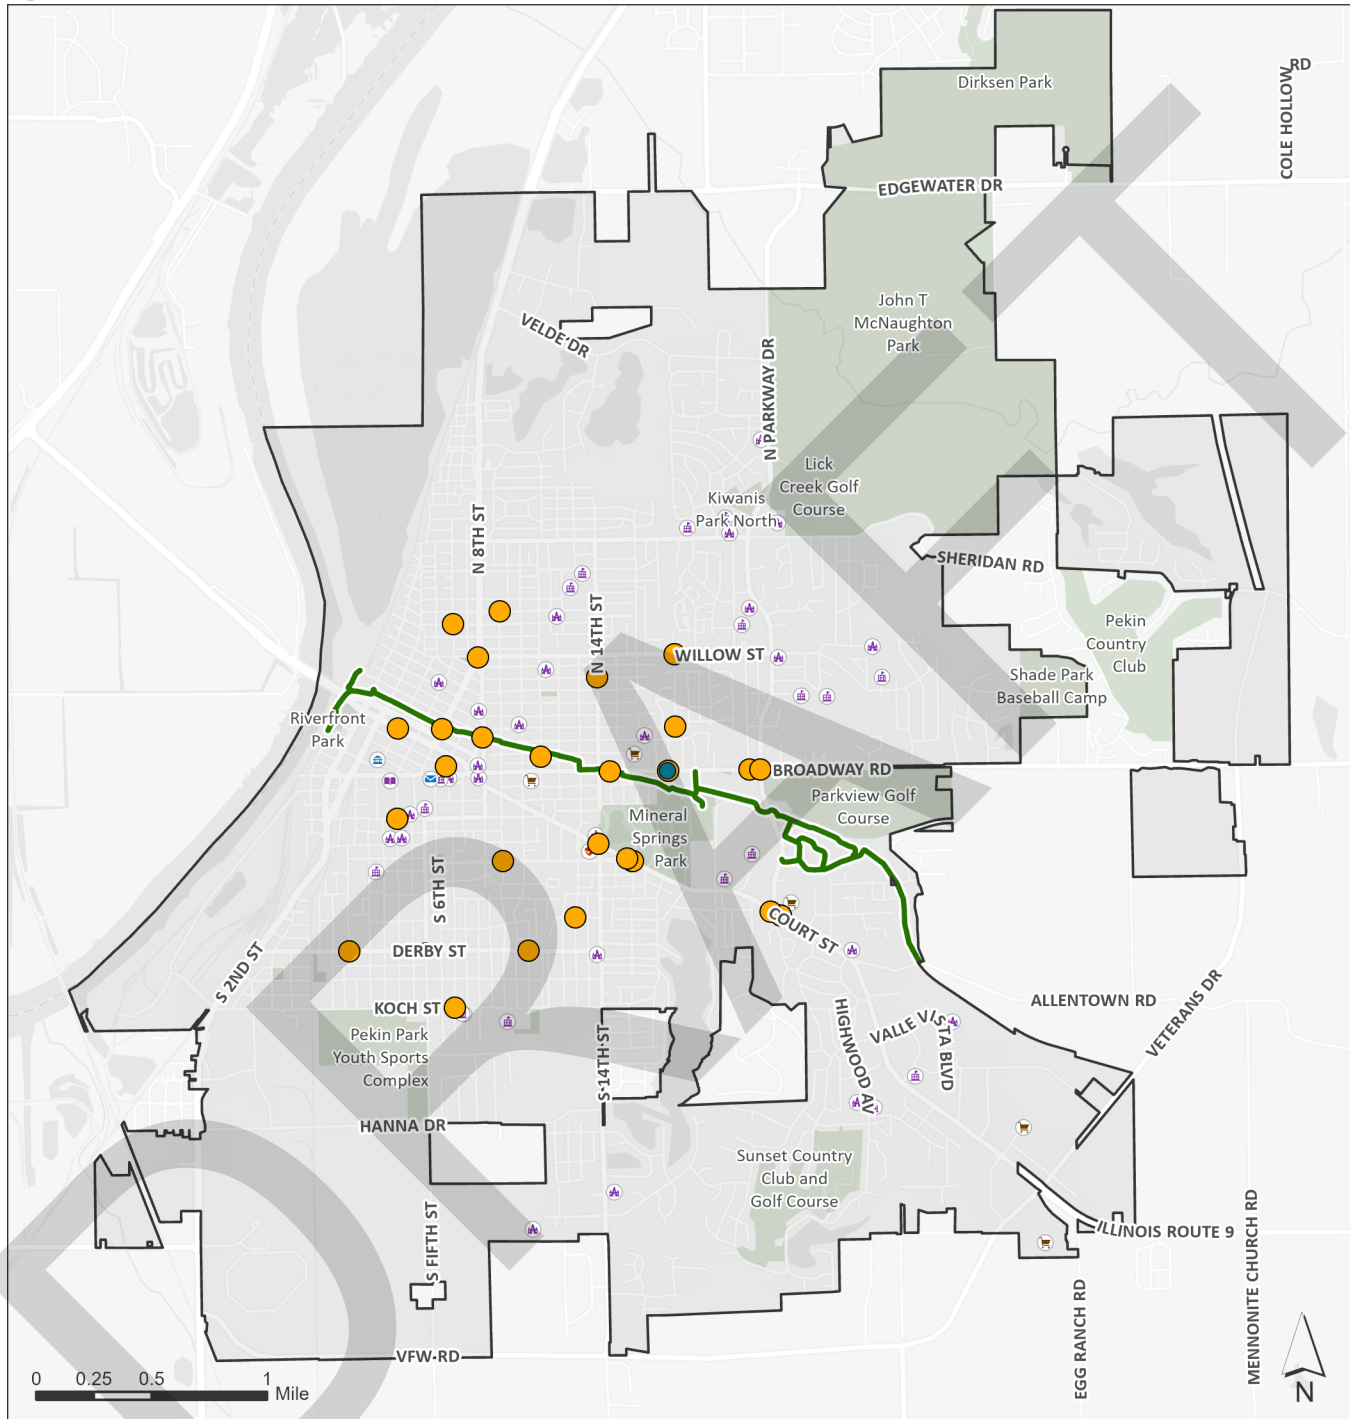 Dirksen Park
COLE HOLLOW RD
EDGEWATER DR
John T
McNaughton
Park
VELDE DR
N PARKWAY DR
Lick
Creek Golf
Course
Kiwanis
Park North
N 8TH ST
SHERIDAN RD
N 14TH ST
Pekin
Country
Club
WILLOW ST
Shade Park
Baseball Camp
Riverfront
Park
BROADWAY RD
Parkview Golf
Course
Mineral
Springs
Park
S 6TH ST
COURT ST
DERBY ST
S 2ND ST
KOCH ST
ALLENTOWN RD
VETERANS DR
Pekin Park
Youth Sports
Complex
S 14TH ST
HIGHWOOD AV
VALLE VISTA BLVD
HANNA DR
Sunset Country
Club and
Golf Course
S FIFTH ST
ILLINOIS ROUTE 9
MENNONITE CHURCH RD
EGG RANCH RD
VFW RD
0 0.25 0.5 1
Mile
N
DRAFT